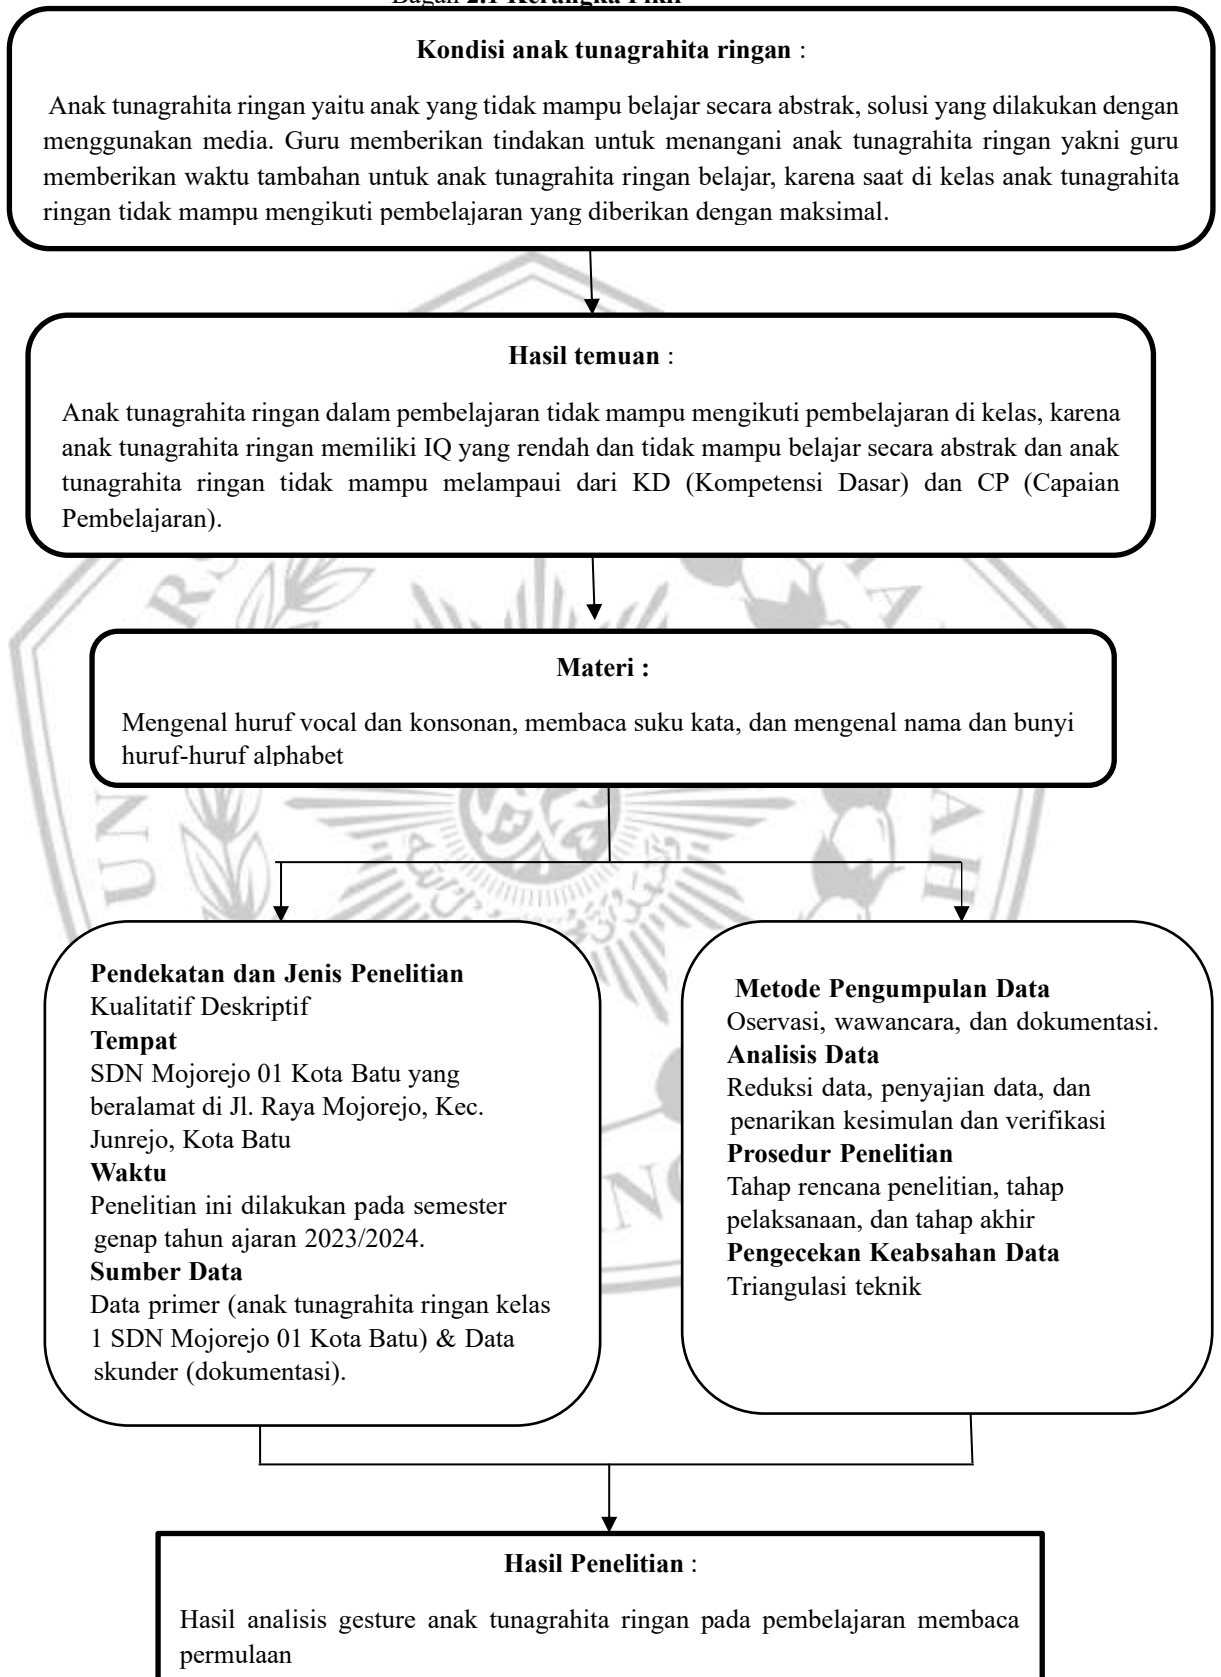 Bagan 2.1 Kerangka Pikir
Kondisi anak tunagrahita ringan :
Anak tunagrahita ringan yaitu anak yang tidak mampu belajar secara abstrak, solusi yang dilakukan dengan
menggunakan media. Guru memberikan tindakan untuk menangani anak tunagrahita ringan yakni guru
memberikan waktu tambahan untuk anak tunagrahita ringan belajar, karena saat di kelas anak tunagrahita
ringan tidak mampu mengikuti pembelajaran yang diberikan dengan maksimal.
Hasil temuan :
Anak tunagrahita ringan dalam pembelajaran tidak mampu mengikuti pembelajaran di kelas, karena
anak tunagrahita ringan memiliki IQ yang rendah dan tidak mampu belajar secara abstrak dan anak
tunagrahita ringan tidak mampu melampaui dari KD (Kompetensi Dasar) dan CP (Capaian
Pembelajaran).
Materi :
Mengenal huruf vocal dan konsonan, membaca suku kata, dan mengenal nama dan bunyi
huruf-huruf alphabet
Pendekatan dan Jenis Penelitian
Kualitatif Deskriptif
Tempat
SDN Mojorejo 01 Kota Batu yang
beralamat di Jl. Raya Mojorejo, Kec.
Junrejo, Kota Batu
Waktu
Penelitian ini dilakukan pada semester
genap tahun ajaran 2023/2024.
Sumber Data
Data primer (anak tunagrahita ringan kelas
1 SDN Mojorejo 01 Kota Batu) & Data
skunder (dokumentasi).
Metode Pengumpulan Data
Oservasi, wawancara, dan dokumentasi.
Analisis Data
Reduksi data, penyajian data, dan
penarikan kesimulan dan verifikasi
Prosedur Penelitian
Tahap rencana penelitian, tahap
pelaksanaan, dan tahap akhir
Pengecekan Keabsahan Data
Triangulasi teknik
Hasil Penelitian :
Hasil analisis gesture anak tunagrahita ringan pada pembelajaran membaca
permulaan